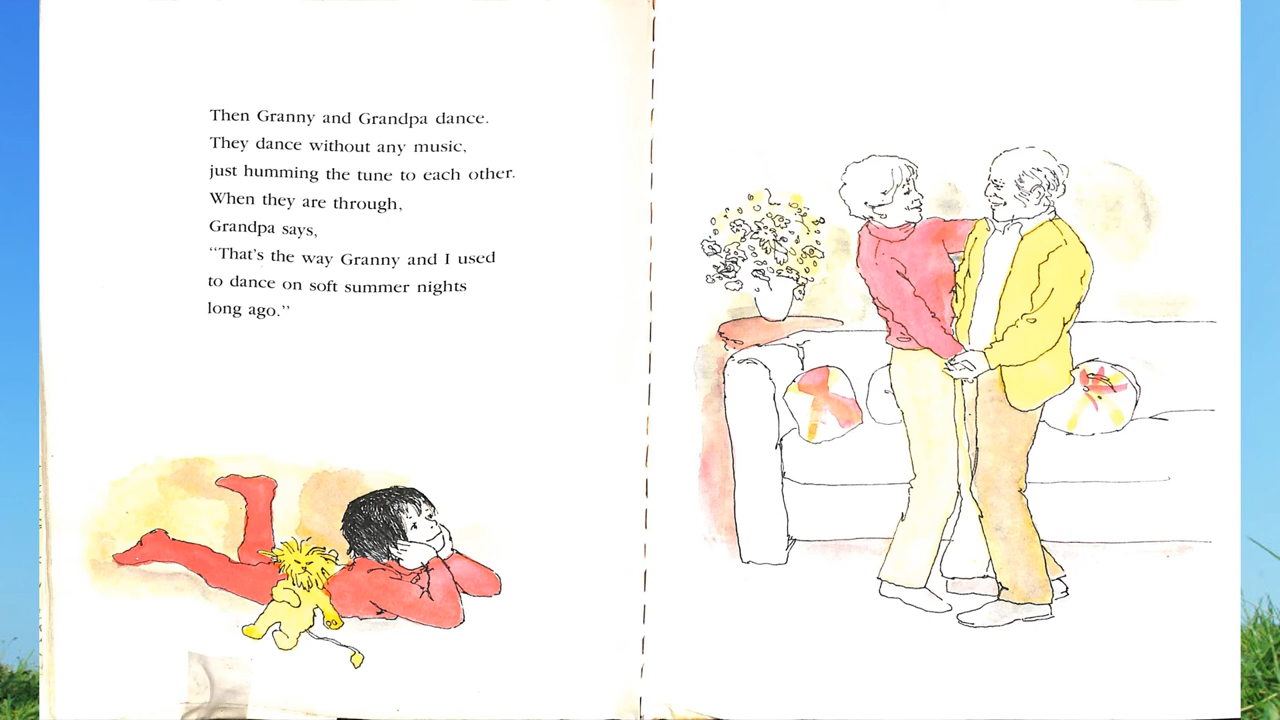 Then Granny and Grandpa dance.
They dance without any music,
just humming the tune to each other.
When they are through,
Grandpa says,
“That’s the way Granny and I used
to dance on soft summer nights
long ago.”